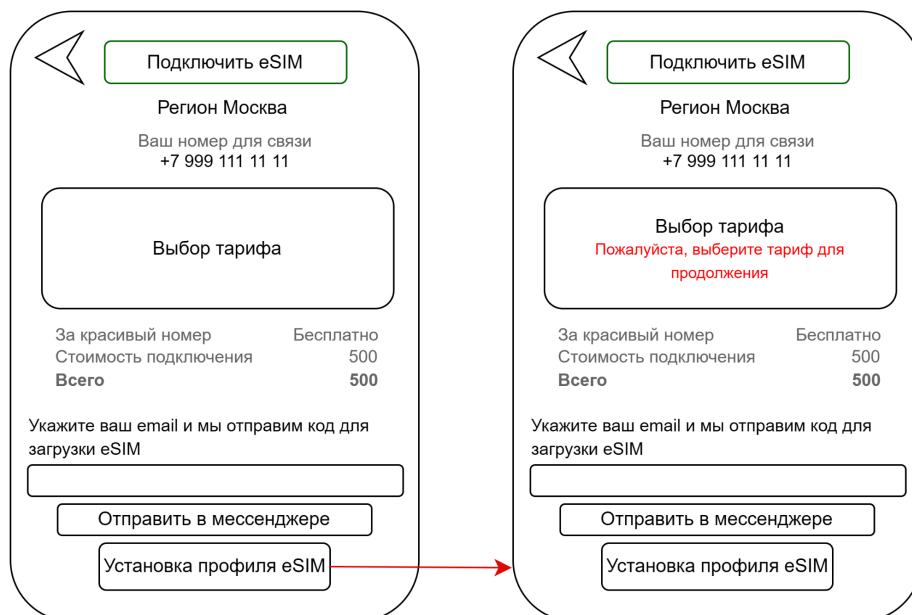 Подключить eSIM
Регион Москва
Ваш номер для связи
+7 999 111 11 11
Выбор тарифа
За красивый номер Бесплатно
Стоимость подключения 500
Всего 500
Укажите ваш email и мы отправим код для
загрузки eSIM
Отправить в мессенджере
Установка профиля eSIM
Подключить eSIM
Регион Москва
Ваш номер для связи
+7 999 111 11 11
Выбор тарифа
Пожалуйста, выберите тариф для
продолжения
За красивый номер Бесплатно
Стоимость подключения 500
Всего 500
Укажите ваш email и мы отправим код для
загрузки eSIM
Отправить в мессенджере
Установка профиля eSIM